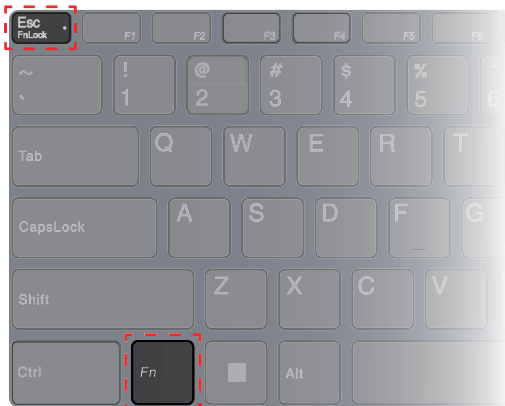 Esc
FnLock
F1 F2 F3 F4 F5 F6
~ ! @ # $ % ^
` 1 2 3 4 5 6
Tab Q W E R T
CapsLock A S D F G
Shift Z X C V
Ctrl Fn Alt